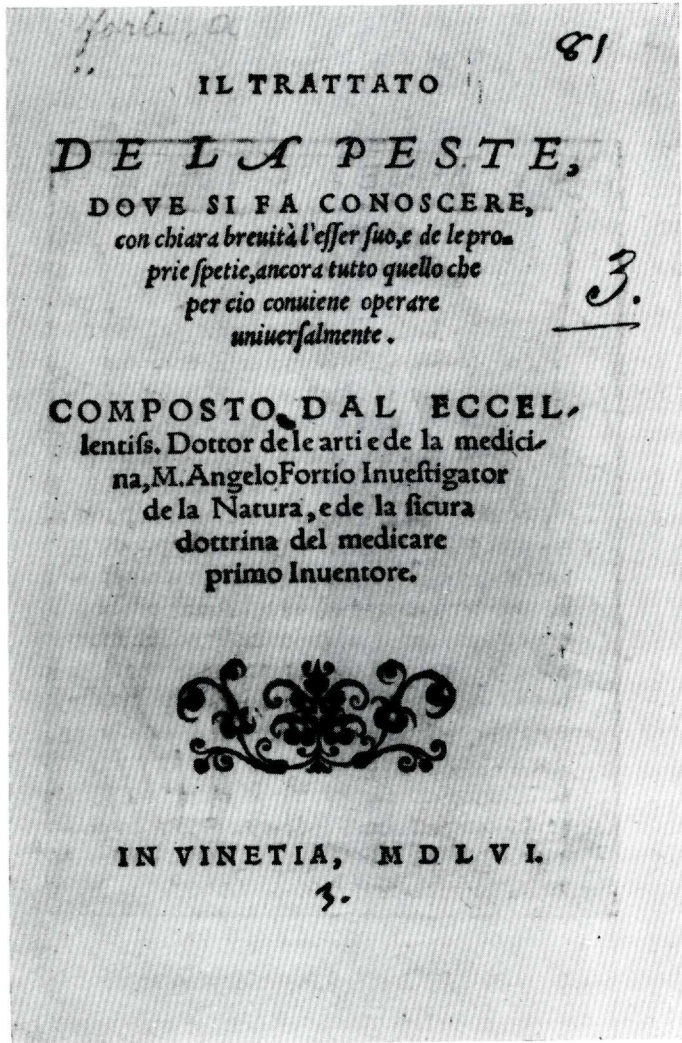 Forti, A
81
IL TRATTATO
DE LA PESTE,
DOVE SI FA CONOSCERE,
con chiara breuità l'eſſer ſuo,e de le pro-
prie ſpetie,ancora tutto quello che
per cio conuiene operare
uniuerſalmente.
3.
COMPOSTO DAL ECCEL-
lentiſs. Dottor de le arti e de la medici-
na,M.Angelo Fortio Inueſtigator
de la Natura,e de la ſicura
dottrina del medicare
primo Inuentore.
IN VINETIA, MDLVI.
3.